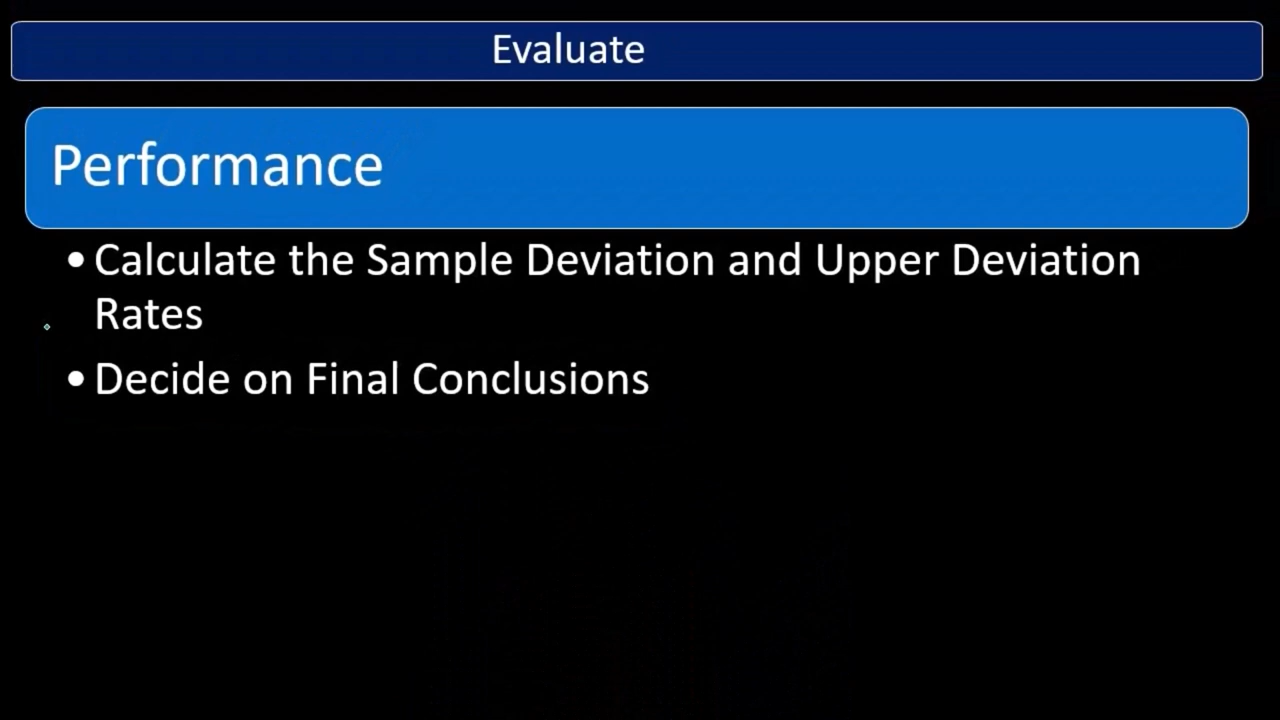 Evaluate
Performance
• Calculate the Sample Deviation and Upper Deviation
Rates
• Decide on Final Conclusions